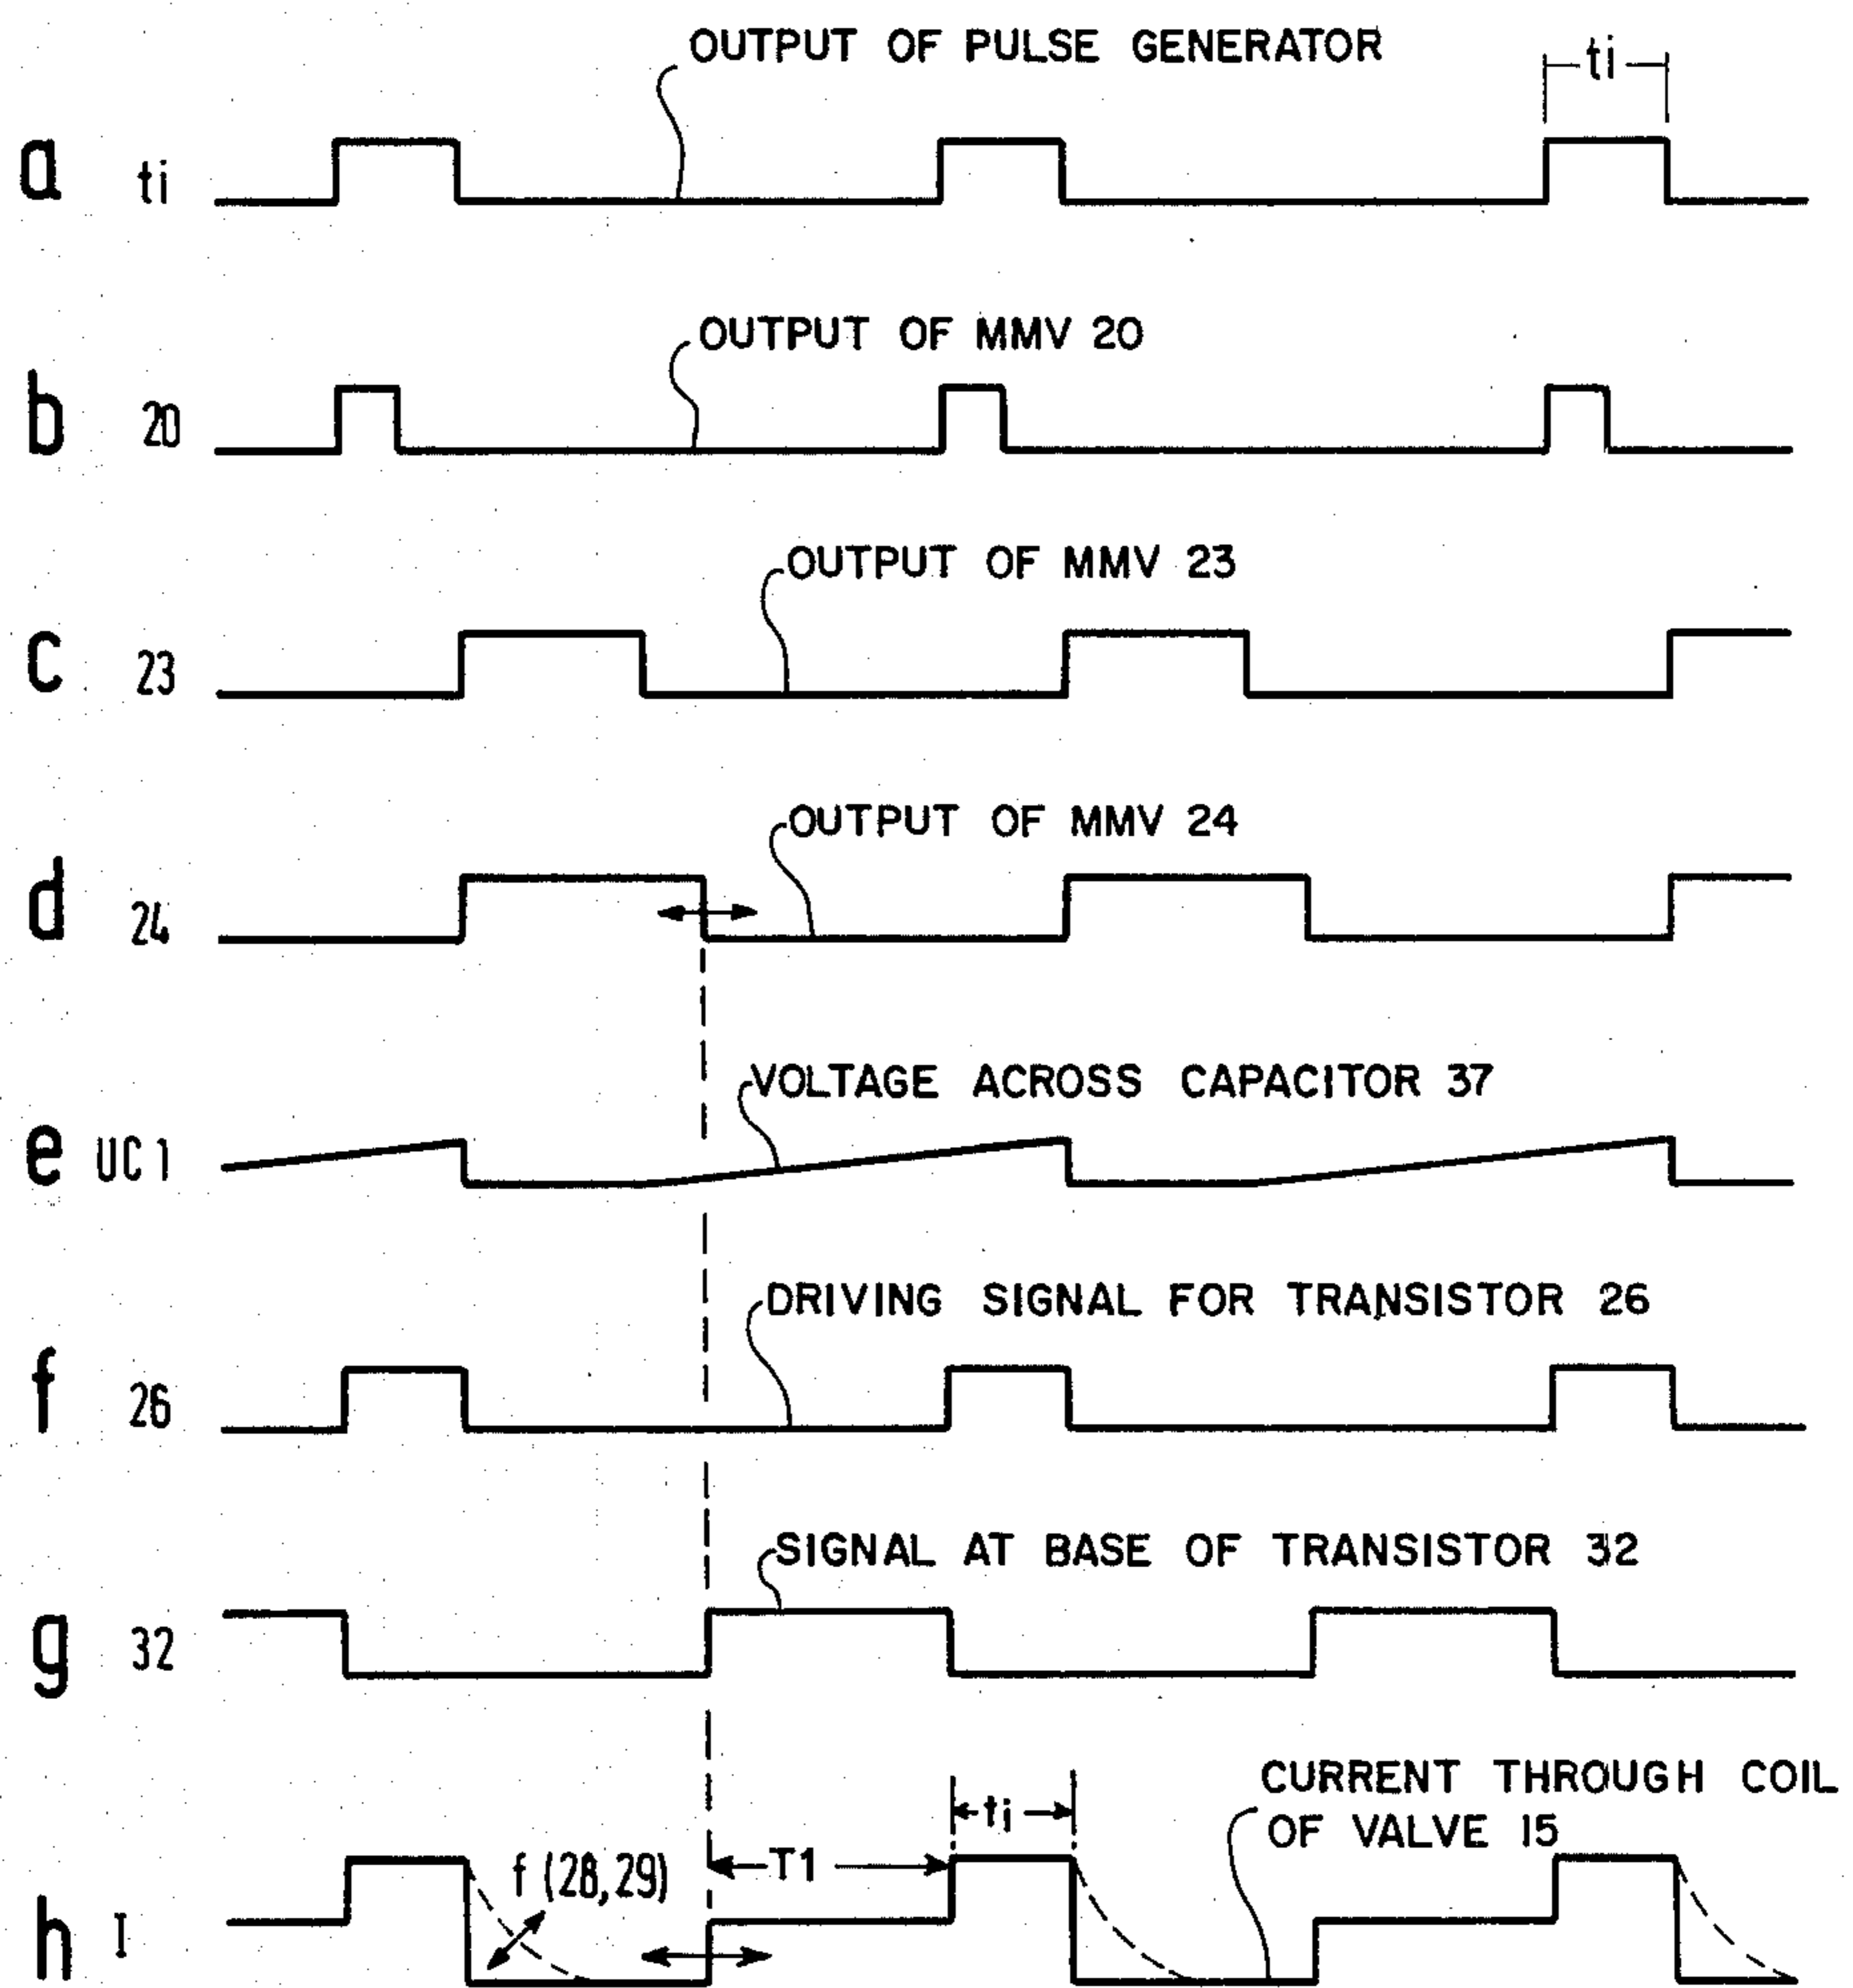 OUTPUT OF PULSE GENERATOR
ti
a ti
OUTPUT OF MMV 20
b 20
OUTPUT OF MMV 23
c 23
OUTPUT OF MMV 24
d 24
VOLTAGE ACROSS CAPACITOR 37
e UC1
DRIVING SIGNAL FOR TRANSISTOR 26
f 26
SIGNAL AT BASE OF TRANSISTOR 32
g 32
CURRENT THROUGH COIL
OF VALVE 15
ti
T1
f (28,29)
h I